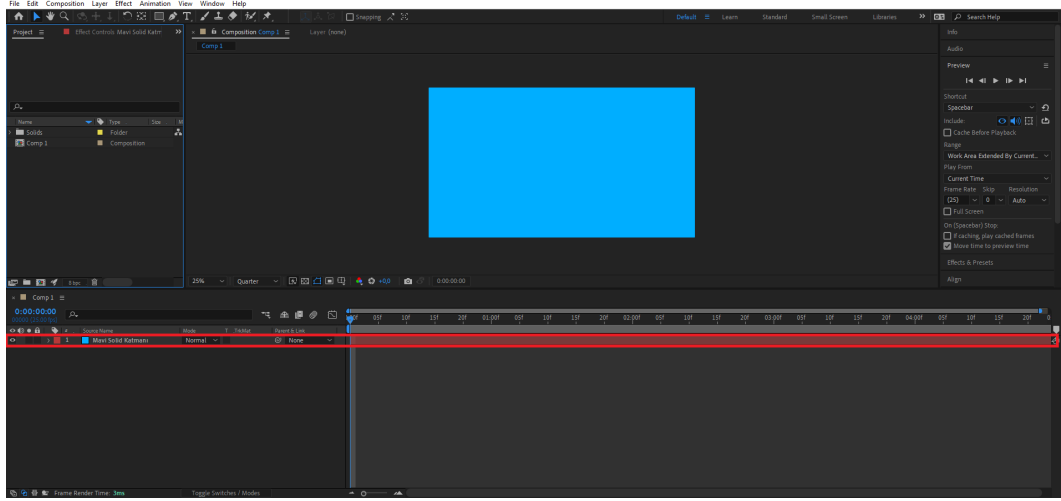 File Edit Composition Layer Effect Animation View Window Help
Snapping Default Learn Standard Small Screen Libraries Search Help
Project Effect Controls Mavi Solid Katm Composition Comp 1 Layer (none)
Comp 1
Info
Audio
Preview
Shortcut
Spacebar
Include:
Cache Before Playback
Range
Work Area Extended By Current...
Play From
Current Time
Frame Rate Skip Resolution
(25) 0 Auto
Full Screen
On (Spacebar) Stop
If caching, play cached frames
Move time to preview time
Effects & Presets
Align
Name Type Size M
Solids Folder
Comp 1 Composition
8 bpc
25% Quarter +0,0 0:00:00:00
Comp 1
0:00:00:00
05f 10f 15f 20f 01:00f 05f 10f 15f 20f 02:00f 05f 10f 15f 20f 03:00f 05f 10f 15f 20f 04:00f 05f 10f 15f 20f
# Source Name Mode T TrkMat Parent & Link
1 Mavi Solid Katmanı Normal None
Frame Render Time: 3ms Toggle Switches / Modes